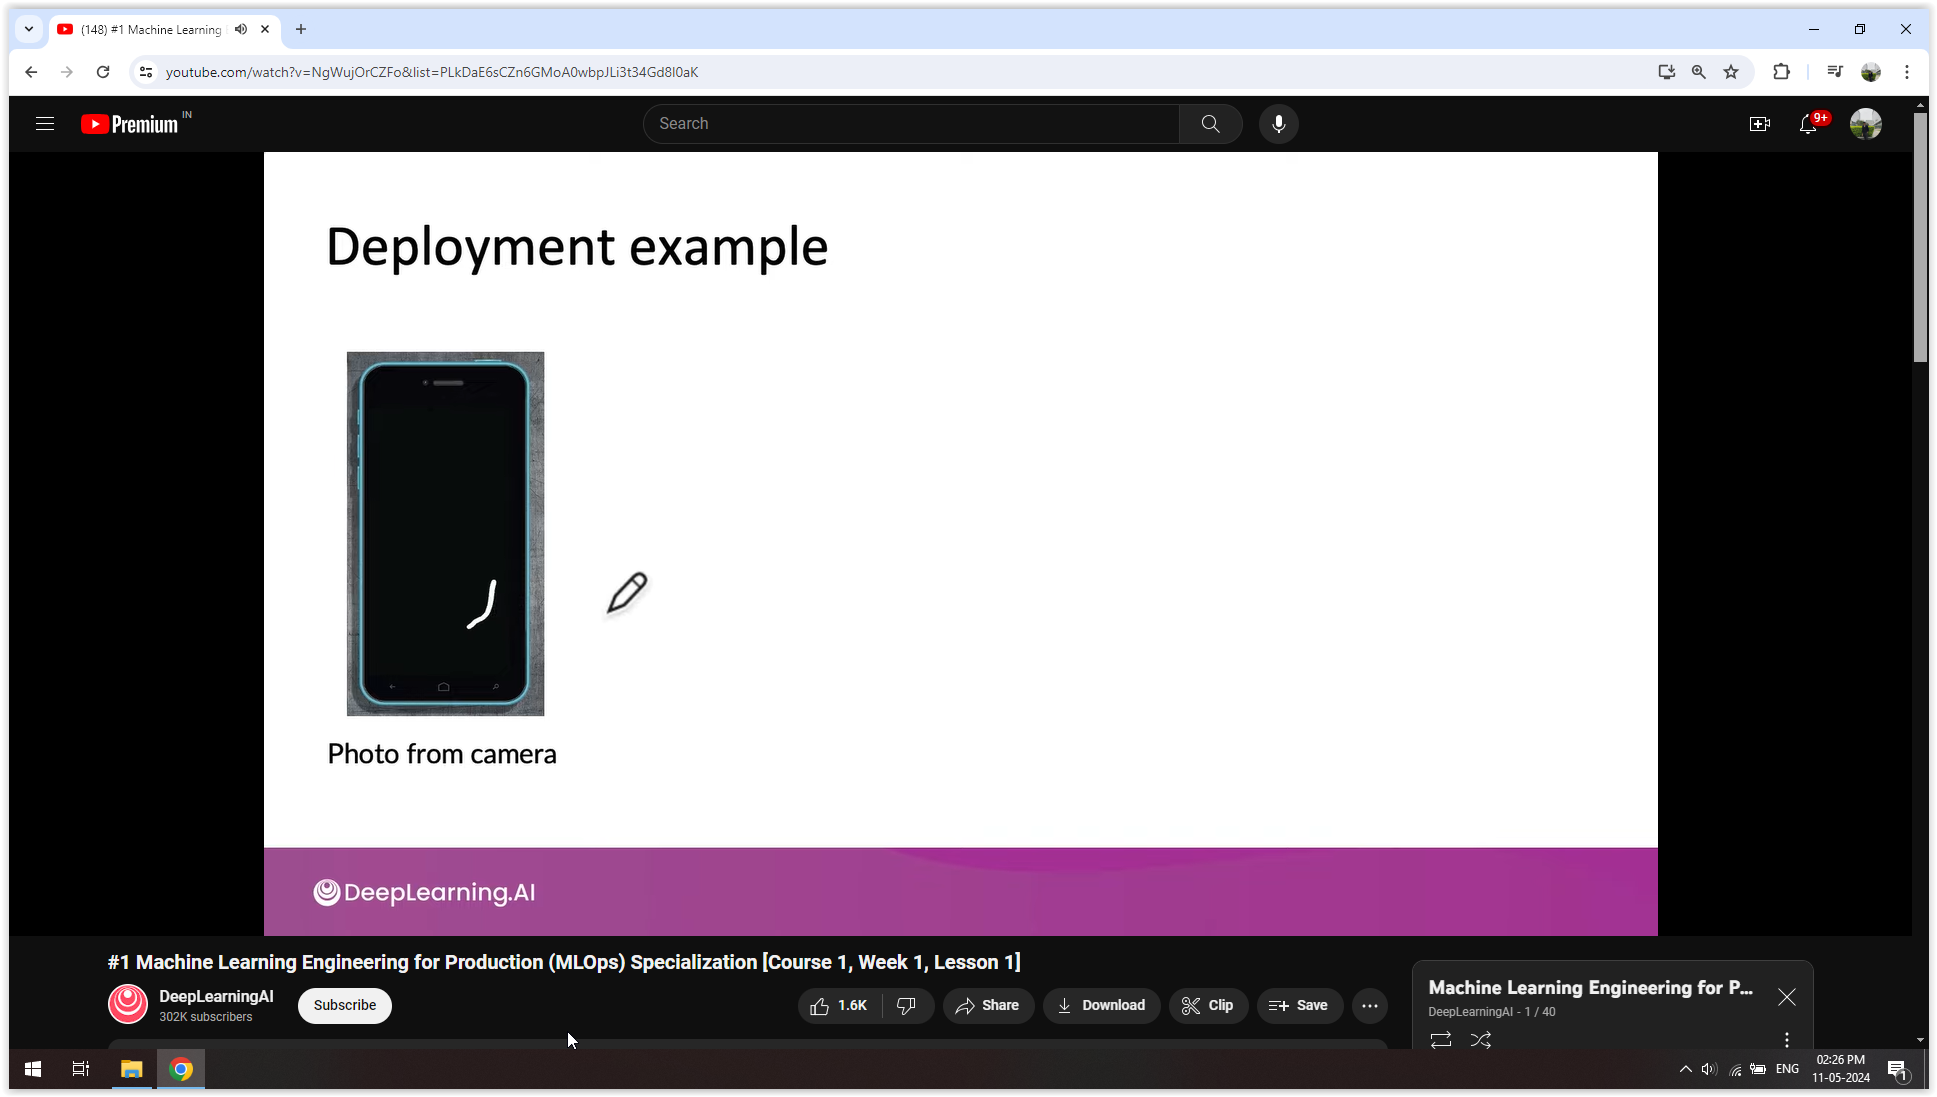 (148) #1 Machine Learning
youtube.com/watch?v=NgWujOrCZFo&list=PLkDaE6sCZn6GMoA0wbpJLi3t34Gd8l0aK
Premium IN
Search
9+
Deployment example
Photo from camera
DeepLearning.AI
#1 Machine Learning Engineering for Production (MLOps) Specialization [Course 1, Week 1, Lesson 1]
DeepLearningAI
302K subscribers
Subscribe
1.6K
Share
Download
Clip
Save
Machine Learning Engineering for P...
DeepLearningAI - 1 / 40
ENG
02:26 PM
11-05-2024
1